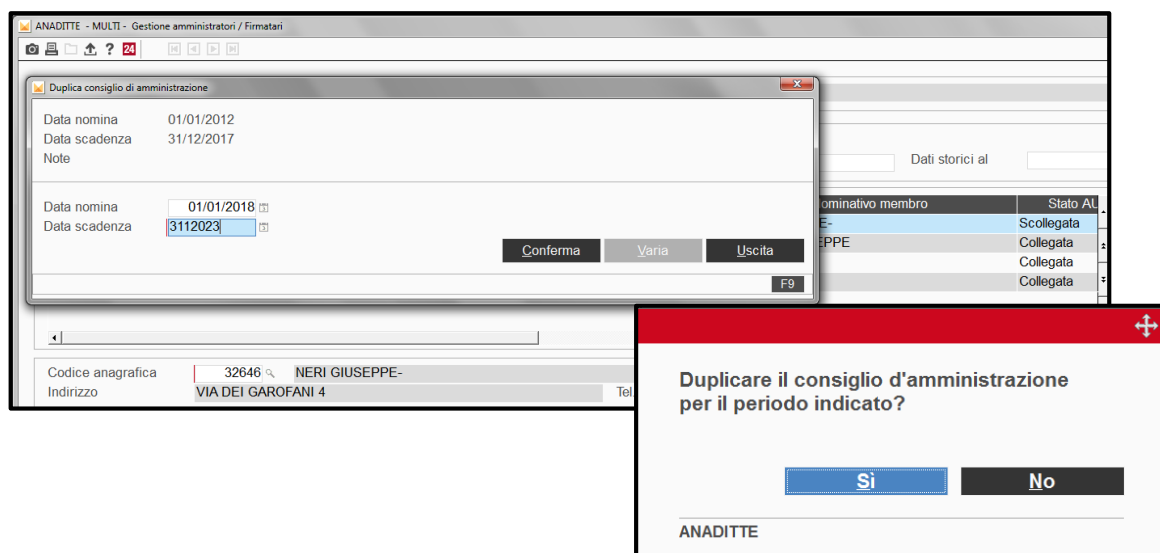 ANADITTE - MULTI - Gestione amministratori / Firmatari
? 24
Duplica consiglio di amministrazione
Data nomina 01/01/2012
Data scadenza 31/12/2017
Note
Dati storici al
Data nomina 01/01/2018
Data scadenza 3112023
Conferma Varia Uscita
F9
ominativo membro Stato AU
E- Scollegata
EPPE Collegata
Collegata
Collegata
Codice anagrafica 32646 NERI GIUSEPPE-
Indirizzo VIA DEI GAROFANI 4 Tel.
Duplicare il consiglio d'amministrazione
per il periodo indicato?
Sì No
ANADITTE